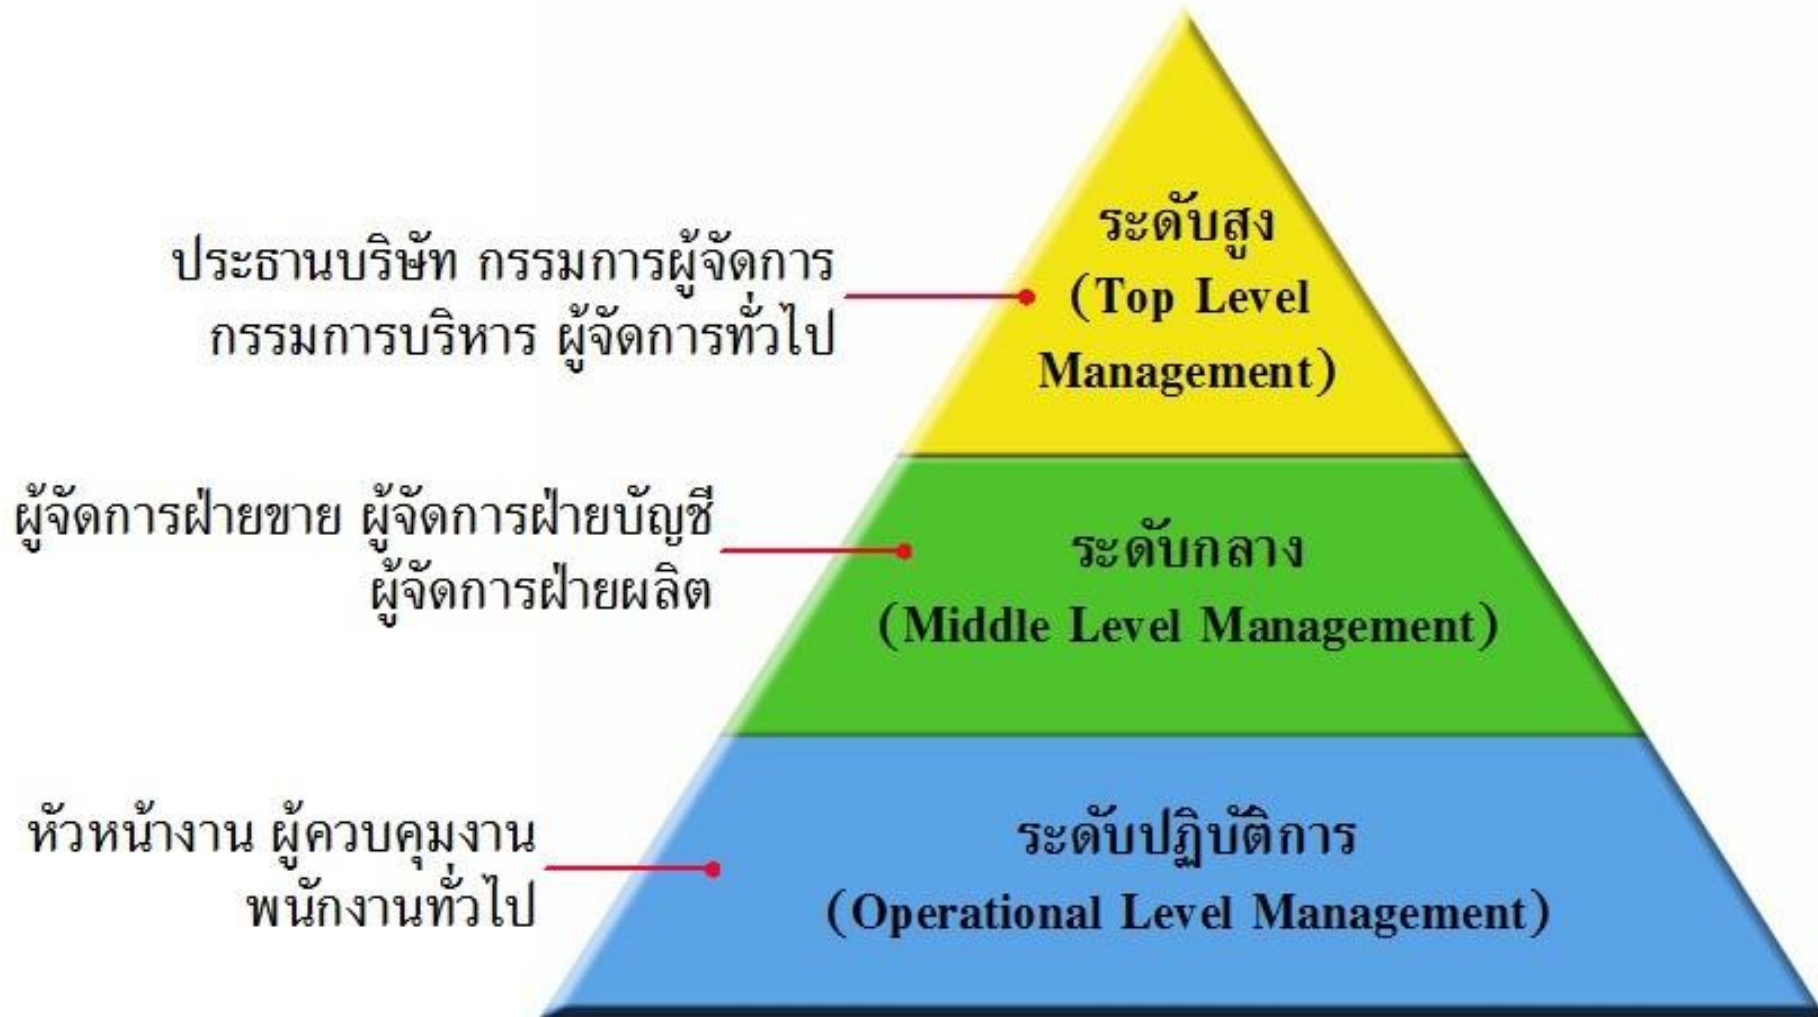 ระดับสูง
(Top Level
Management)
ประธานบริษัท กรรมการผู้จัดการ
กรรมการบริหาร ผู้จัดการทั่วไป
ระดับกลาง
(Middle Level Management)
ผู้จัดการฝ่ายขาย ผู้จัดการฝ่ายบัญชี
ผู้จัดการฝ่ายผลิต
ระดับปฏิบัติการ
(Operational Level Management)
หัวหน้างาน ผู้ควบคุมงาน
พนักงานทั่วไป